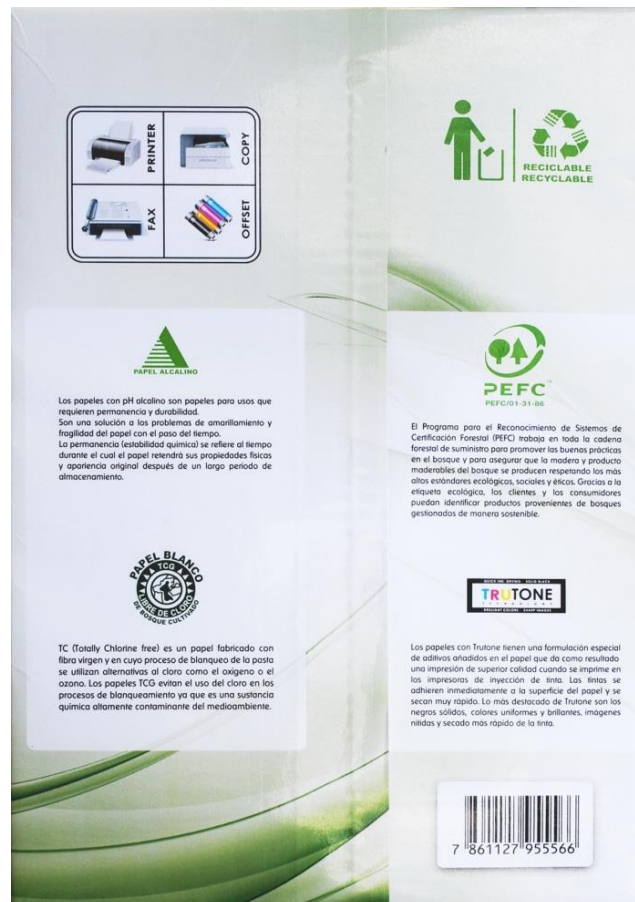 PRINTER
COPY
FAX
OFFSET
RECICLABLE
RECYCLABLE
PAPEL ALCALINO
Los papeles con pH alcalino son papeles para usos que
requieren permanencia y durabilidad.
Son una solución a los problemas de amarillamiento y
fragilidad del papel con el paso del tiempo.
La permanencia (estabilidad química) se refiere al tiempo
durante el cual el papel retendrá sus propiedades físicas
y apariencia original después de un largo periodo de
almacenamiento.
PEFC™
PEFC/01-31-86
El Programa para el Reconocimiento de Sistemas de
Certificación Forestal (PEFC) trabaja en toda la cadena
forestal de suministro para promover las buenas prácticas
en el bosque y para asegurar que la madera y producto
maderables del bosque se producen respetando los más
altos estándares ecológicos, sociales y éticos. Gracias a la
etiqueta ecológica, los clientes y los consumidores
puedan identificar productos provenientes de bosques
gestionados de manera sostenible.
PAPEL BLANCO
TCG
LIBRE DE CLORO
DE BOSQUE CULTIVADO
TC (Totally Chlorine free) es un papel fabricado con
fibra virgen y en cuyo proceso de blanqueo de la pasta
se utilizan alternativas al cloro como el oxígeno o el
ozono. Los papeles TCG evitan el uso del cloro en los
procesos de blanqueamiento ya que es una sustancia
química altamente contaminante del medioambiente.
QUICK INK DRYING SOLID BLACK
TRUTONE
TECHNOLOGY
BRILLIANT COLORS SHARP IMAGES
Los papeles con Trutone tienen una formulación especial
de aditivos añadidos en el papel que da como resultado
una impresión de superior calidad cuando se imprime en
las impresoras de inyección de tinta. Las tintas se
adhieren inmediatamente a la superficie del papel y se
secan muy rápido. Lo más destacado de Trutone son los
negros sólidos, colores uniformes y brillantes, imágenes
nítidas y secado más rápido de la tinta.
7 861127 955566